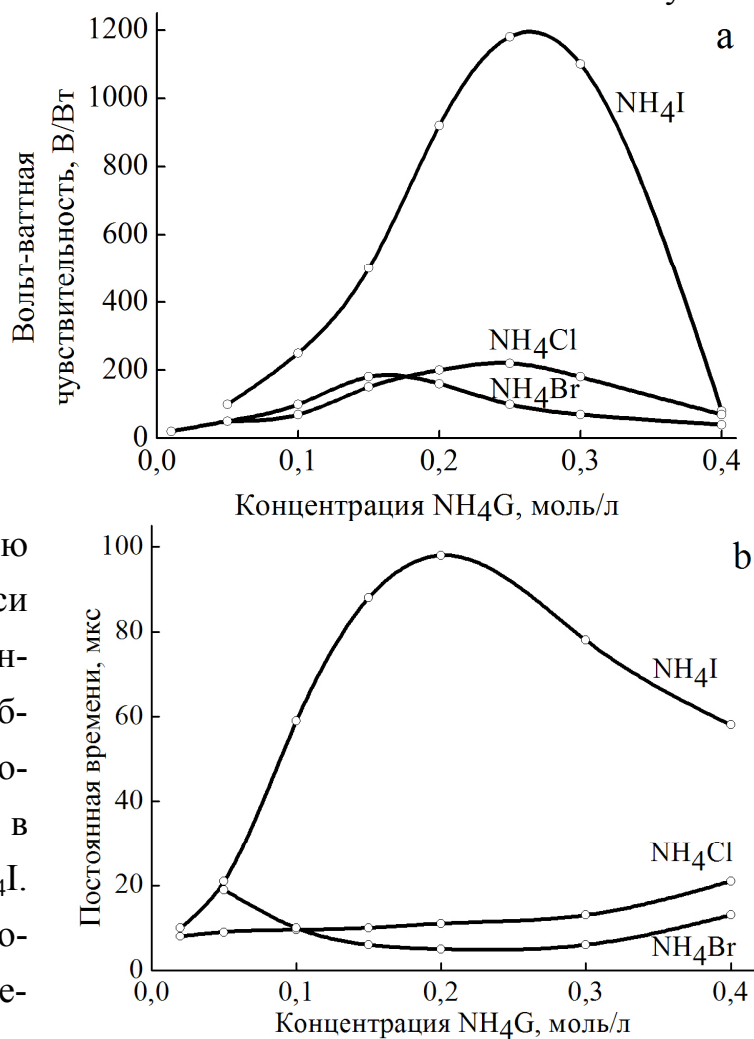 у
a
Вольт-ваттная
чувствительность, В/Вт
1200
1000
800
600
400
200
0
NH4I
NH4Cl
NH4Br
0,0 0,1 0,2 0,3 0,4
Концентрация NH4G, моль/л
ю
си
н-
б-
о-
в
4I.
о-
е-
b
Постоянная времени, мкс
100
80
60
40
20
0
NH4I
NH4Cl
NH4Br
0,0 0,1 0,2 0,3 0,4
Концентрация NH4G, моль/л